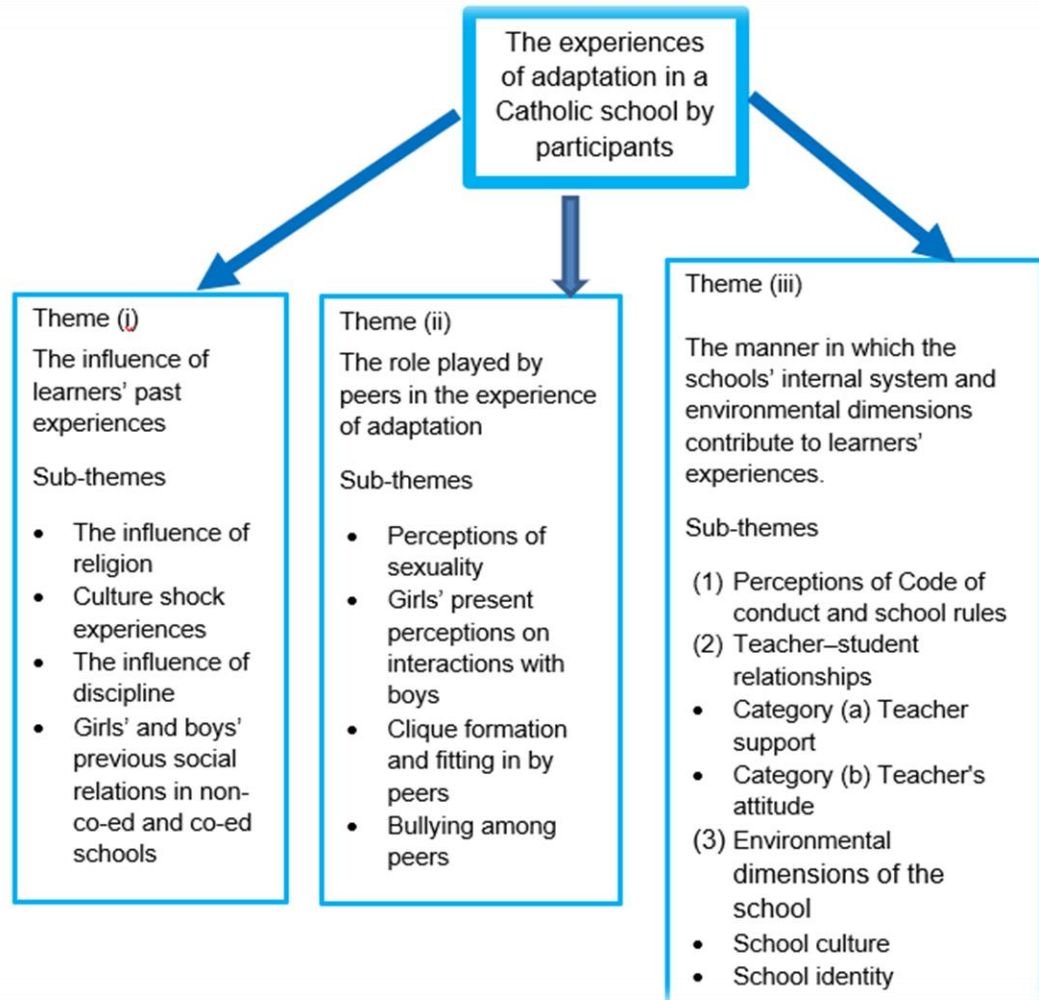 The experiences
of adaptation in a
Catholic school by
participants
Theme (i)
The influence of
learners’ past
experiences
Sub-themes
• The influence of
religion
• Culture shock
experiences
• The influence of
discipline
• Girls’ and boys’
previous social
relations in non-
co-ed and co-ed
schools
Theme (ii)
The role played by
peers in the experience
of adaptation
Sub-themes
• Perceptions of
sexuality
• Girls’ present
perceptions on
interactions with
boys
• Clique formation
and fitting in by
peers
• Bullying among
peers
Theme (iii)
The manner in which the
schools’ internal system and
environmental dimensions
contribute to learners’
experiences.
Sub-themes
(1) Perceptions of Code of
conduct and school rules
(2) Teacher–student
relationships
• Category (a) Teacher
support
• Category (b) Teacher's
attitude
(3) Environmental
dimensions of the
school
• School culture
• School identity